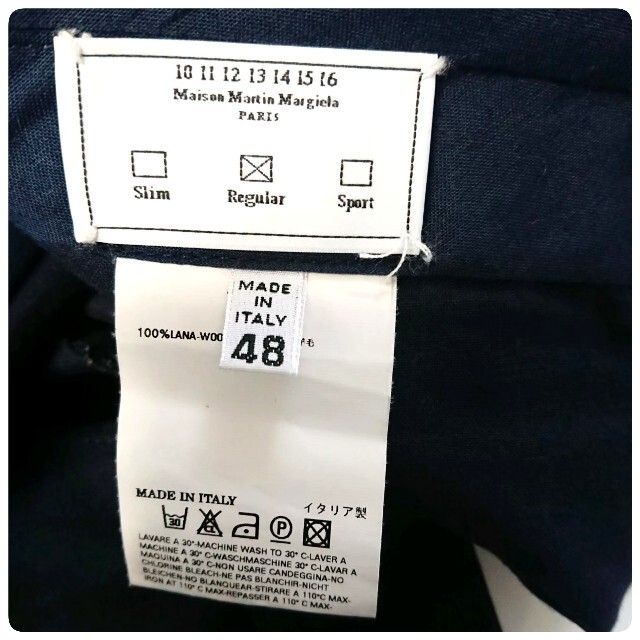 10 11 12 13 14 15 16
Maison Martin Margiela
PARIS
Slim
Regular
Sport
MADE
IN
ITALY
48
100%LANA-WOO
毛
MADE IN ITALY
イタリア製
30
CL
P
LAVARE A 30°-MACHINE WASH TO 30° C-LAVER A
MACHINE A 30° C-WASCHMASCHINE 30° C-LAVAR A
MAQUINA A 30°C-NON USARE CANDEGGINA-NO
CHLORINE BLEACH-NE PAS BLANCHIR-NICHT
BLEICHEN-NO BLANQUEAR-STIRARE A 110°C MAX-
IRON AT 110° C MAX-REPASSER A 110° C MAX-